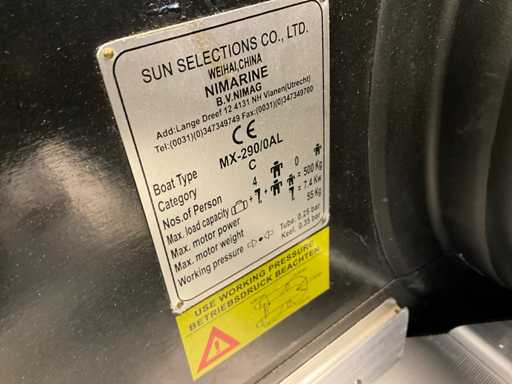 SUN SELECTIONS CO., LTD.
WEIHAI,CHINA
NIMARINE
B.V.NIMAG
Add:Lange Dreef 12 4131 NH Vianen(Utrecht)
Tel:(0031)(0)347349749 Fax:(0031)(0)347349700
CE
Boat Type MX-290/0AL
Category C
Nos.of Person 4 0
Max. load capacity + + = 500 Kg
Max. motor power = 7.4 Kw
Max. motor weight 55 Kg
Working pressure Tube. 0.25 bar
Keel. 0.35 bar
USE WORKING PRESSURE
BETRIEBSDRUCK BEACHTEN